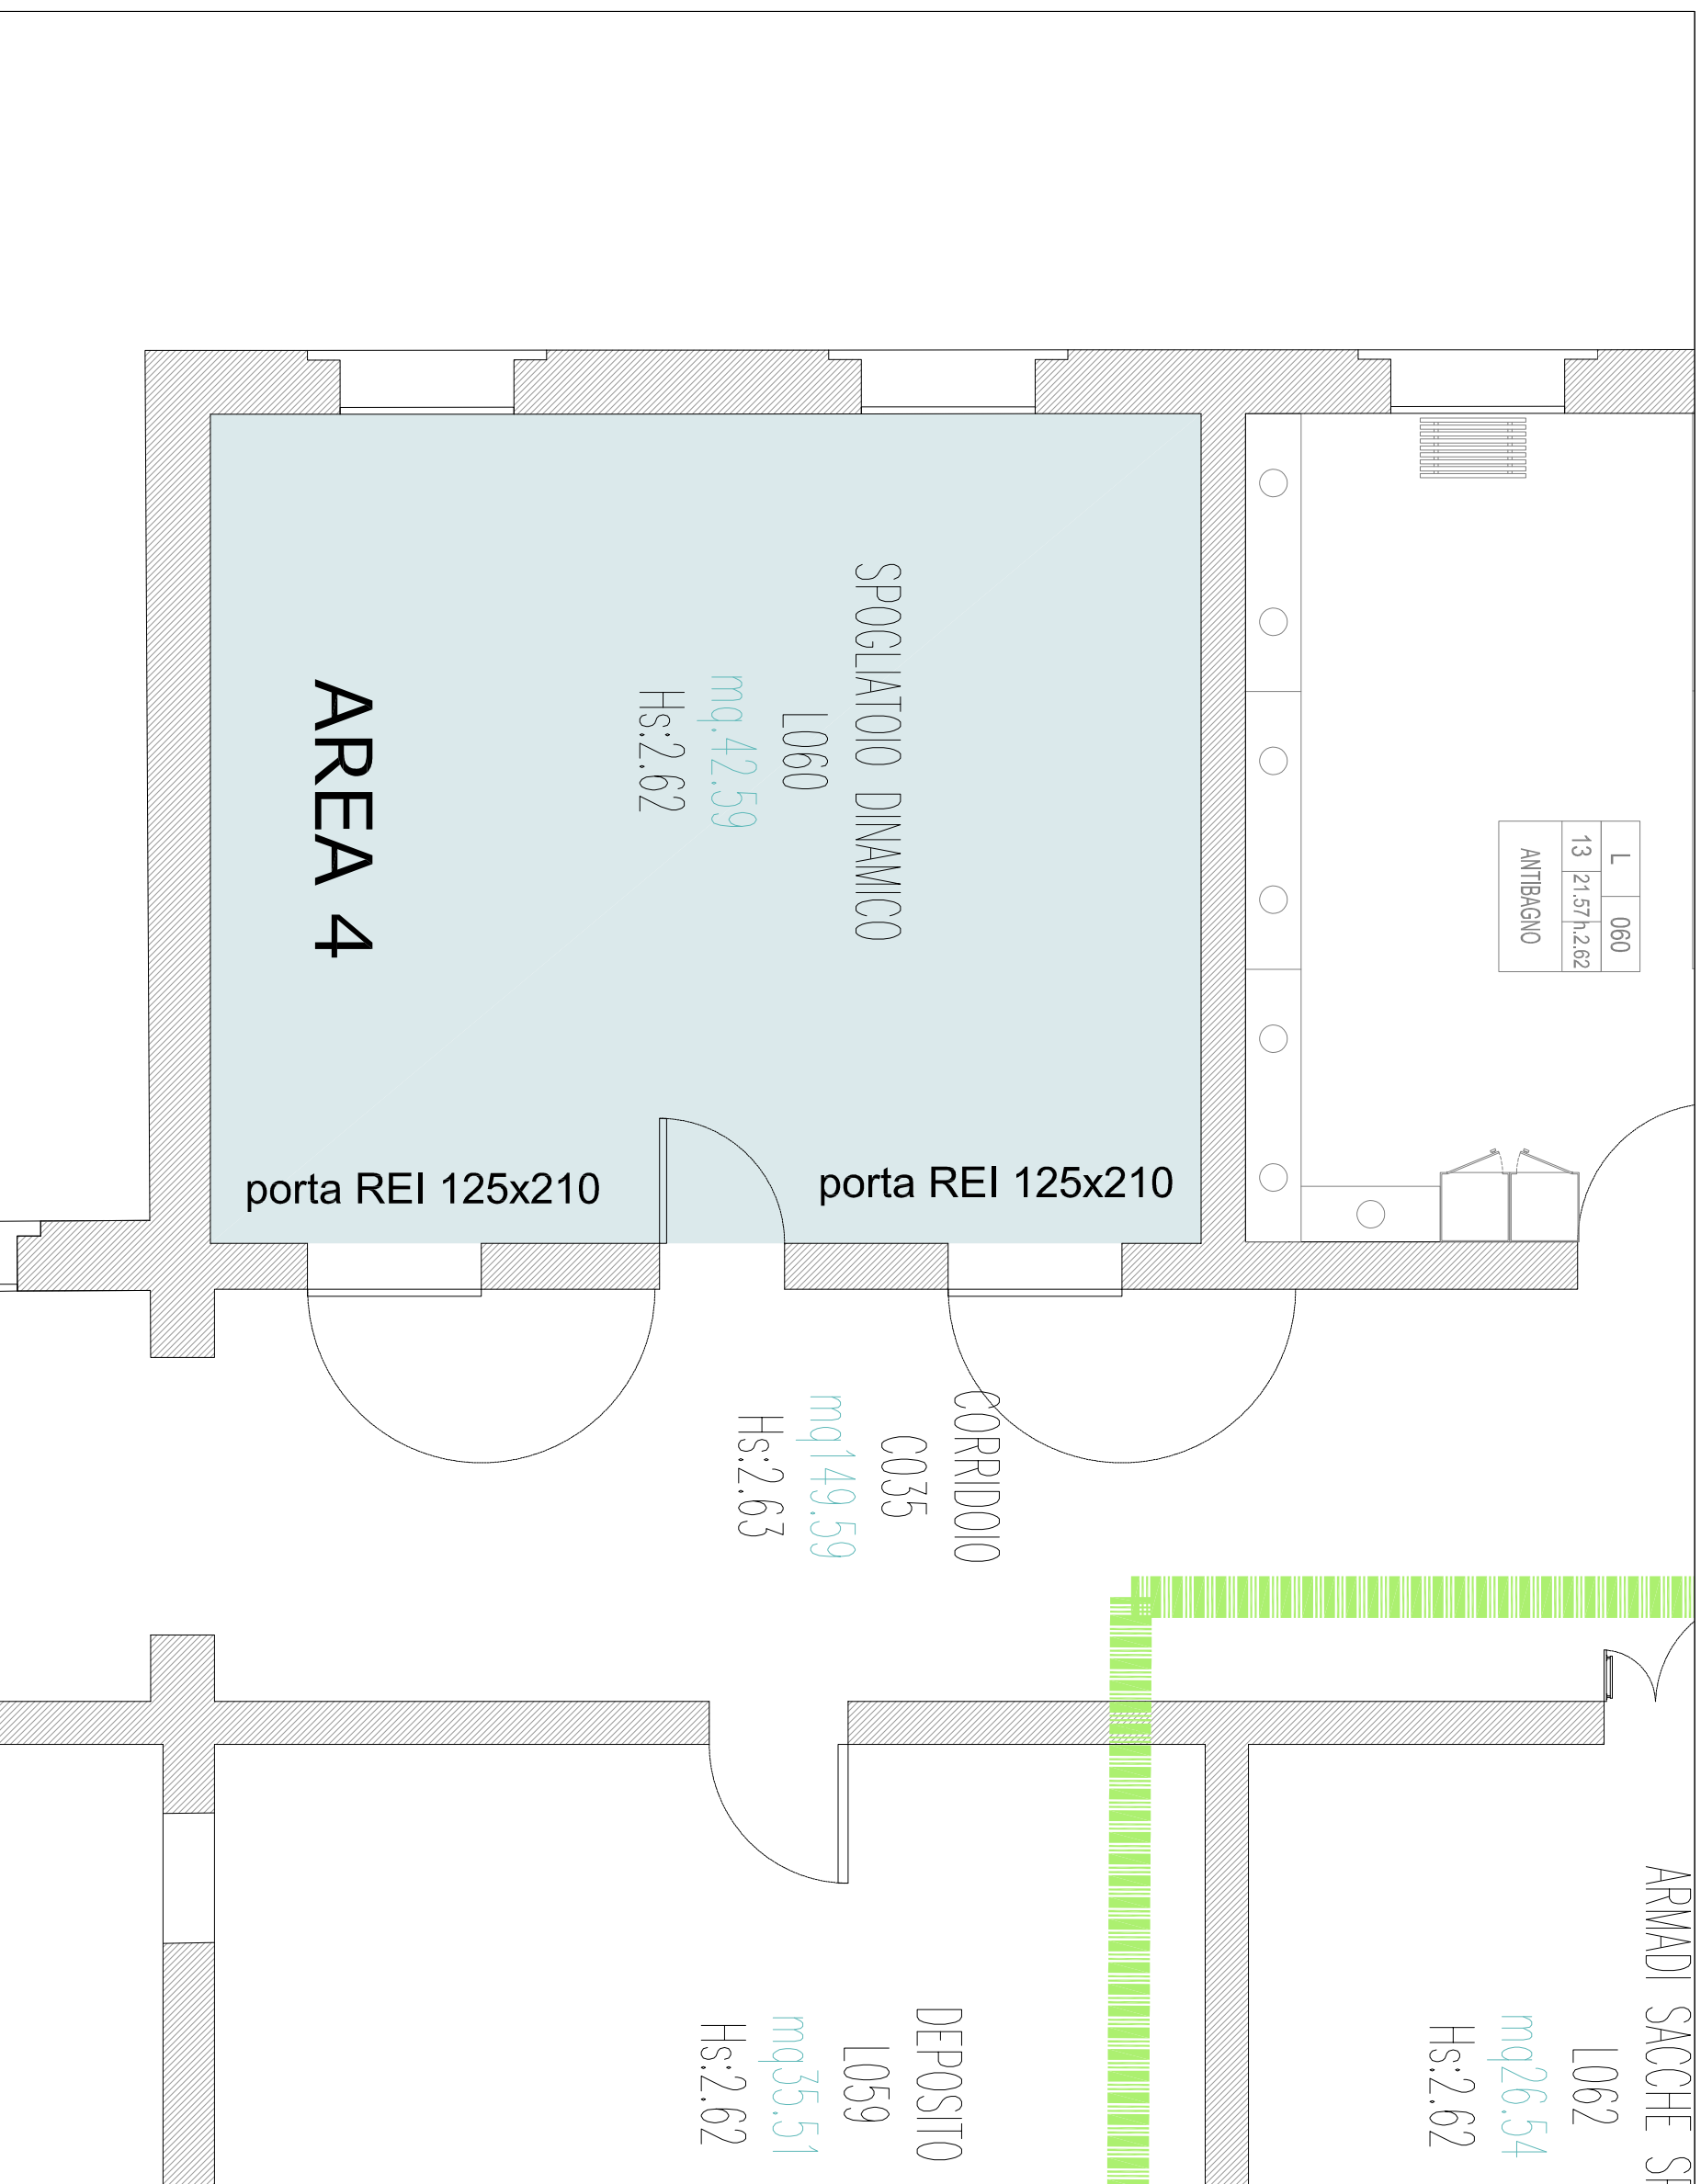 SPOGLIATOIO DINAMICO
L060
mq.42.59
Hs:2.62
AREA 4
L 060
13 21.57 h.2.62
ANTIBAGNO
porta REI 125x210
porta REI 125x210
CORRIDOIO
C035
mq149.59
Hs:2.63
DEPOSITO
L059
mq35.51
Hs:2.62
ARMADI SACCHE
L062
mq26.54
Hs:2.62